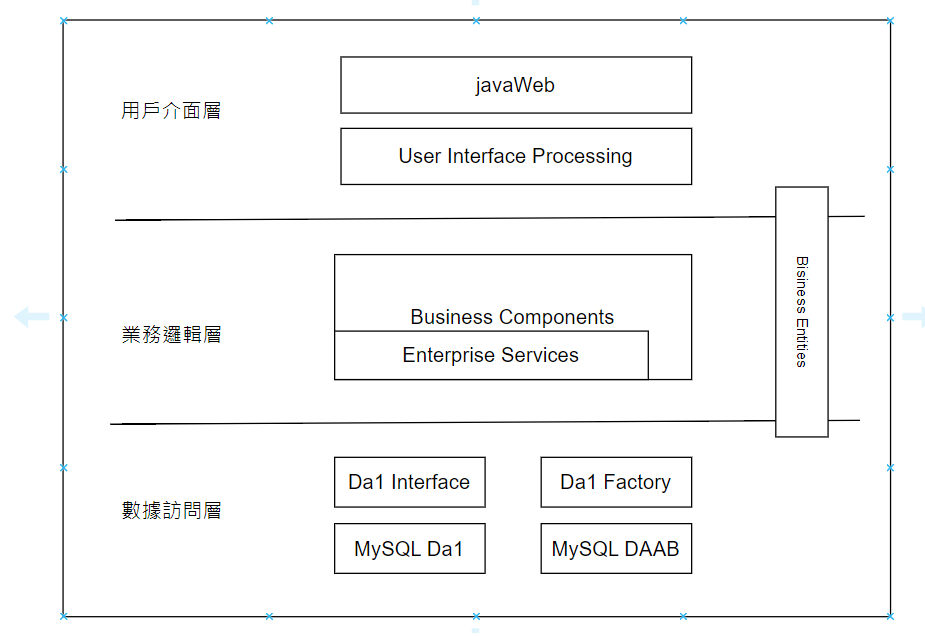 javaWeb
用戶介面層
User Interface Processing
Bisiness Entities
Business Components
業務邏輯層
Enterprise Services
Da1 Interface
Da1 Factory
數據訪問層
MySQL Da1
MySQL DAAB